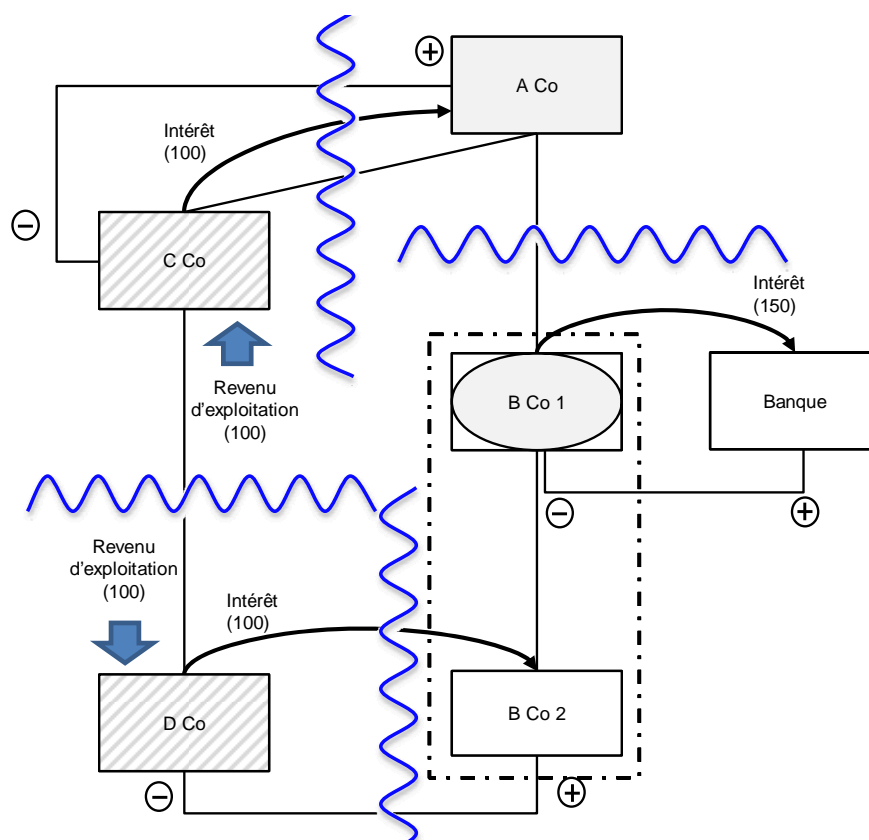 +
A Co
Intérêt
(100)
−
C Co
Intérêt
(150)
Revenu
d’exploitation
(100)
B Co 1
Banque
−
+
Revenu
d’exploitation
(100)
Intérêt
(100)
D Co
B Co 2
−
+